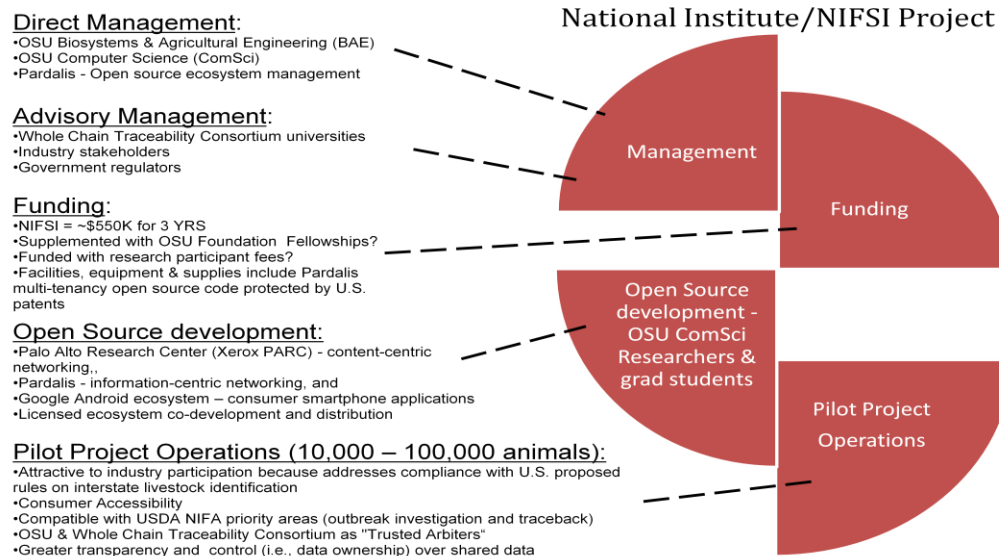 National Institute/NIFSI Project
Direct Management:
•OSU Biosystems & Agricultural Engineering (BAE)
•OSU Computer Science (ComSci)
•Pardalis - Open source ecosystem management
Advisory Management:
•Whole Chain Traceability Consortium universities
•Industry stakeholders
•Government regulators
Funding:
•NIFSI = ~$550K for 3 YRS
•Supplemented with OSU Foundation  Fellowships?
•Funded with research participant fees?
•Facilities, equipment & supplies include Pardalis
multi-tenancy open source code protected by U.S.
patents
Open Source development:
•Palo Alto Research Center (Xerox PARC) - content-centric
networking,,
•Pardalis - information-centric networking, and
•Google Android ecosystem – consumer smartphone applications
•Licensed ecosystem co-development and distribution
Pilot Project Operations (10,000 – 100,000 animals):
•Attractive to industry participation because addresses compliance with U.S. proposed
rules on interstate livestock identification
•Consumer Accessibility
•Compatible with USDA NIFA priority areas (outbreak investigation and traceback)
•OSU & Whole Chain Traceability Consortium as "Trusted Arbiters"
•Greater transparency and  control (i.e., data ownership) over shared data
Management
Funding
Open Source
development -
OSU ComSci
Researchers &
grad students
Pilot Project
Operations